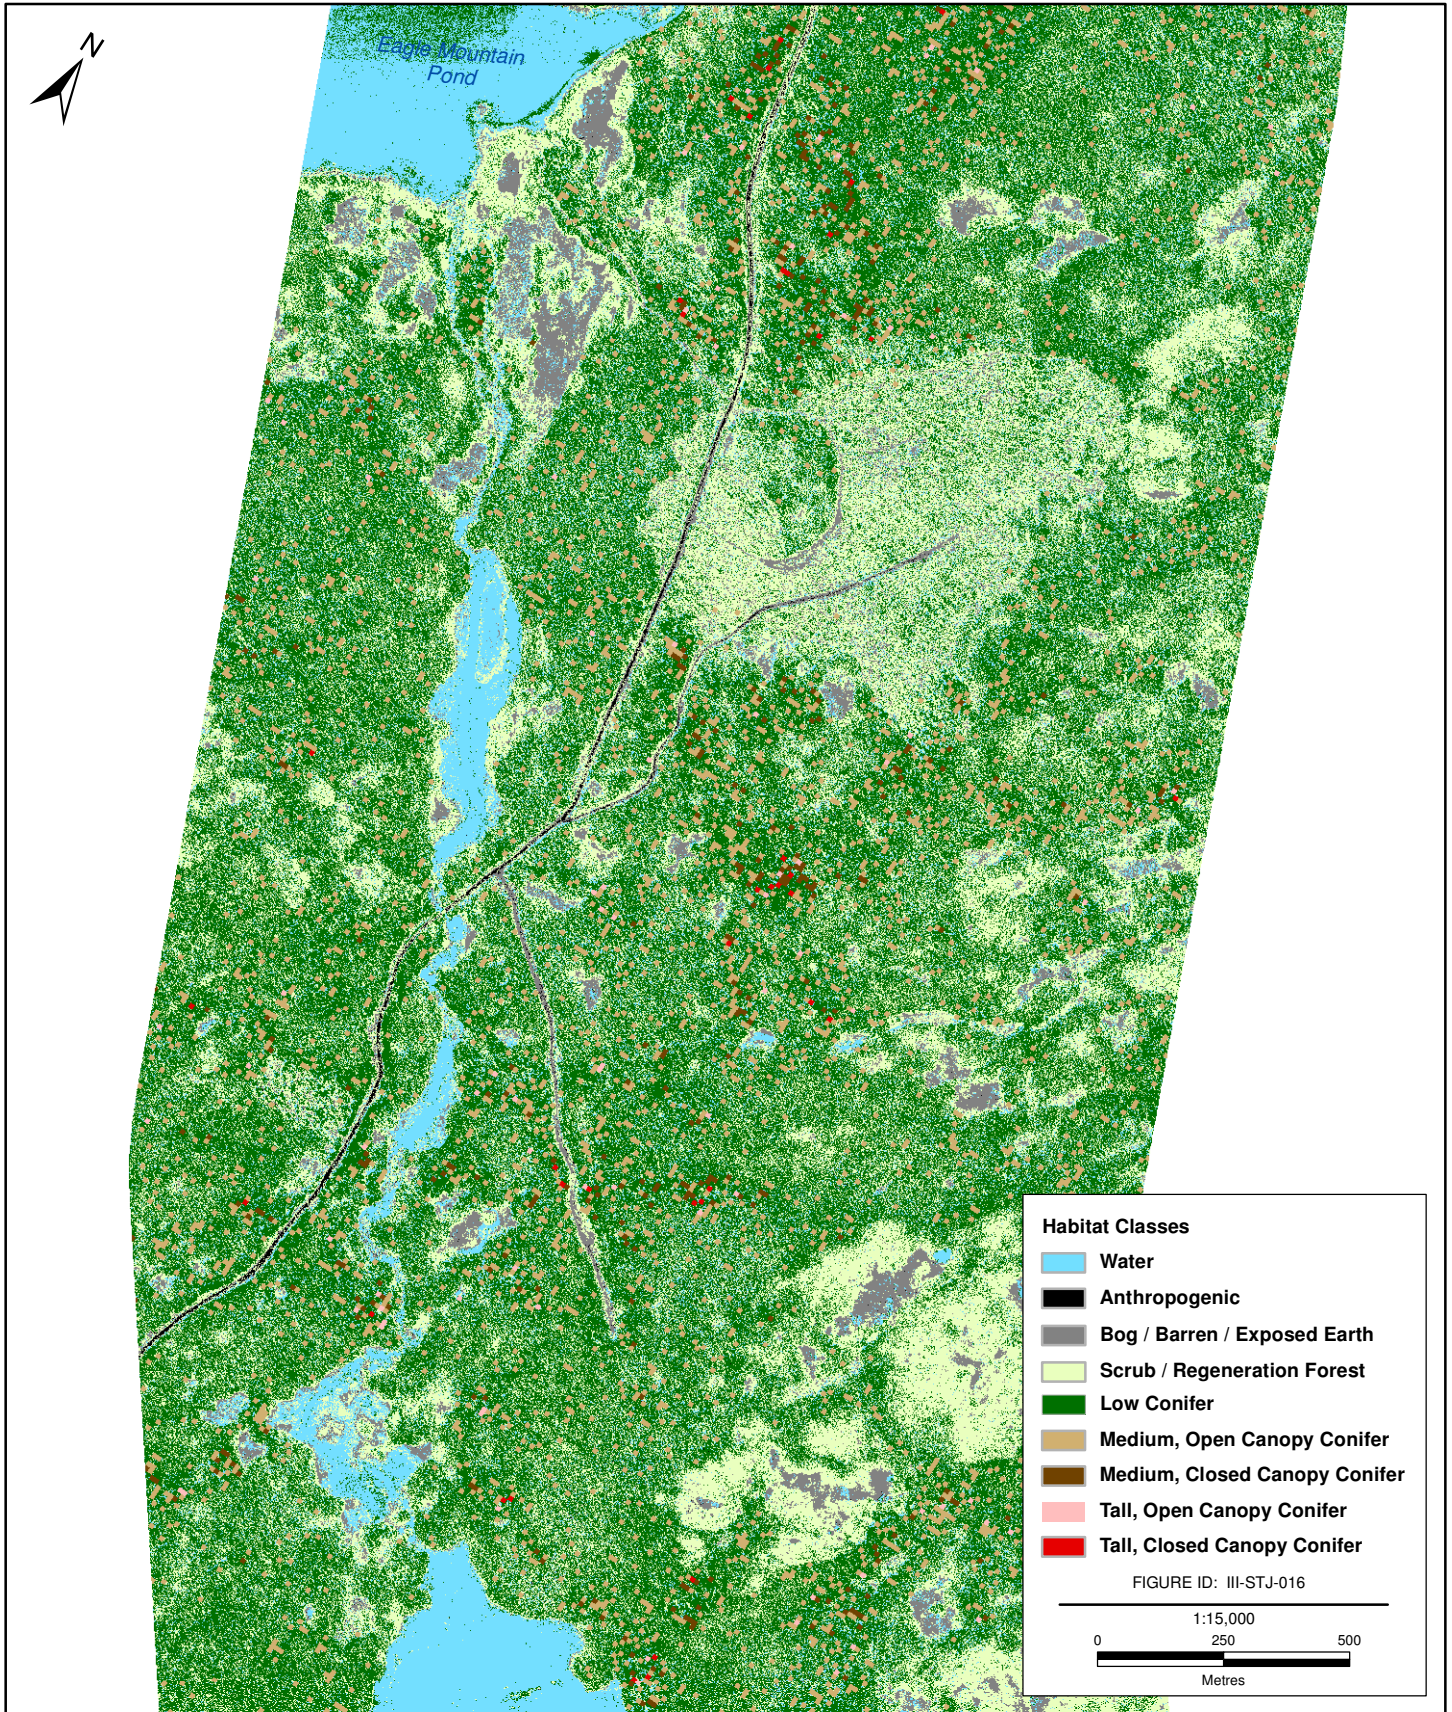 N
Eagle Mountain
Pond
Habitat Classes
Water
Anthropogenic
Bog / Barren / Exposed Earth
Scrub / Regeneration Forest
Low Conifer
Medium, Open Canopy Conifer
Medium, Closed Canopy Conifer
Tall, Open Canopy Conifer
Tall, Closed Canopy Conifer
FIGURE ID: III-STJ-016
1:15,000
0 250 500
Metres